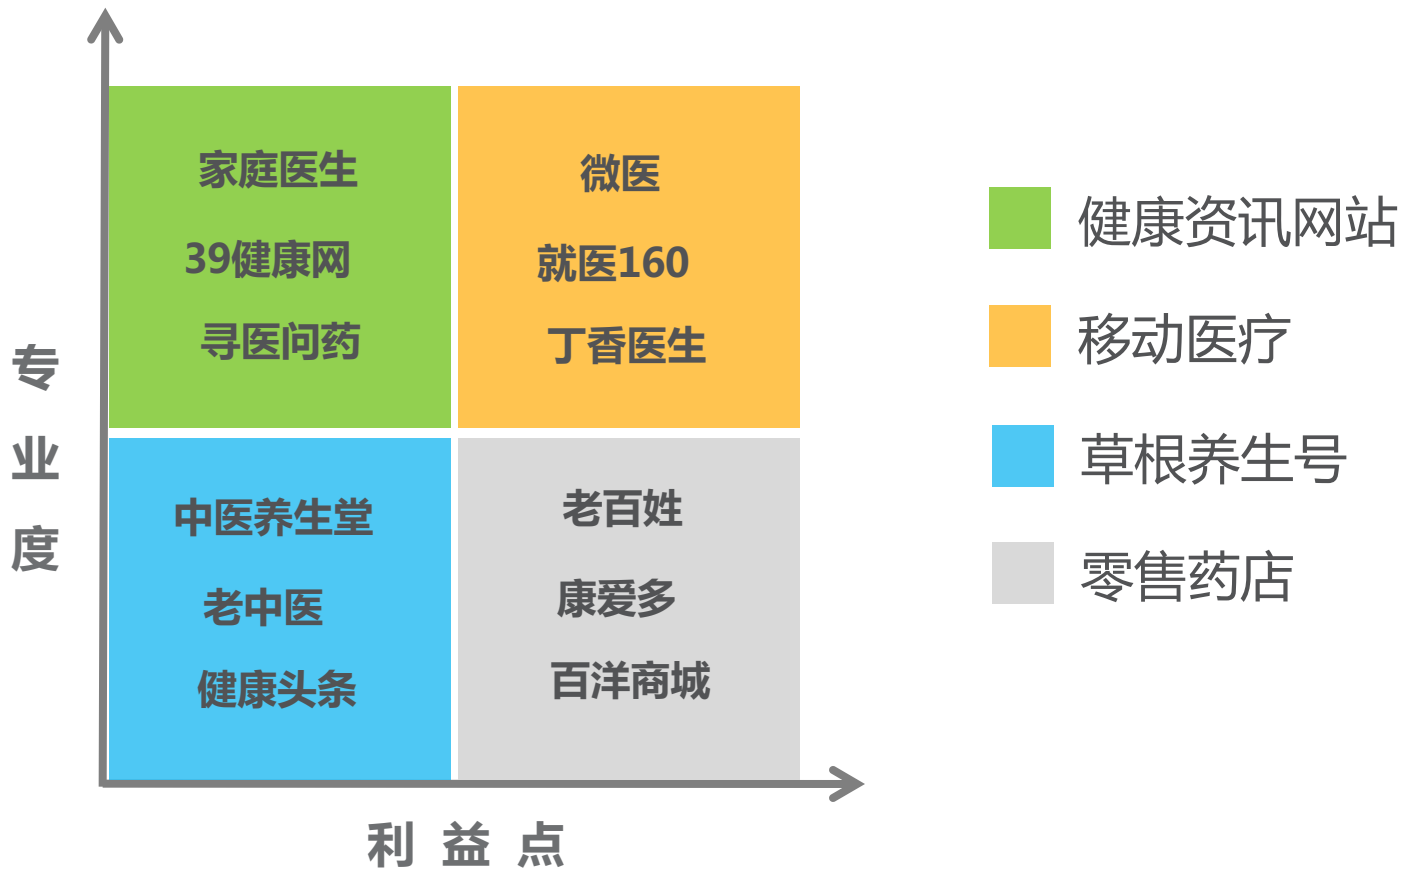 家庭医生
39健康网
寻医问药
微医
就医160
丁香医生
中医养生堂
老中医
健康头条
老百姓
康爱多
百洋商城
专业度
利益点
健康资讯网站
移动医疗
草根养生号
零售药店